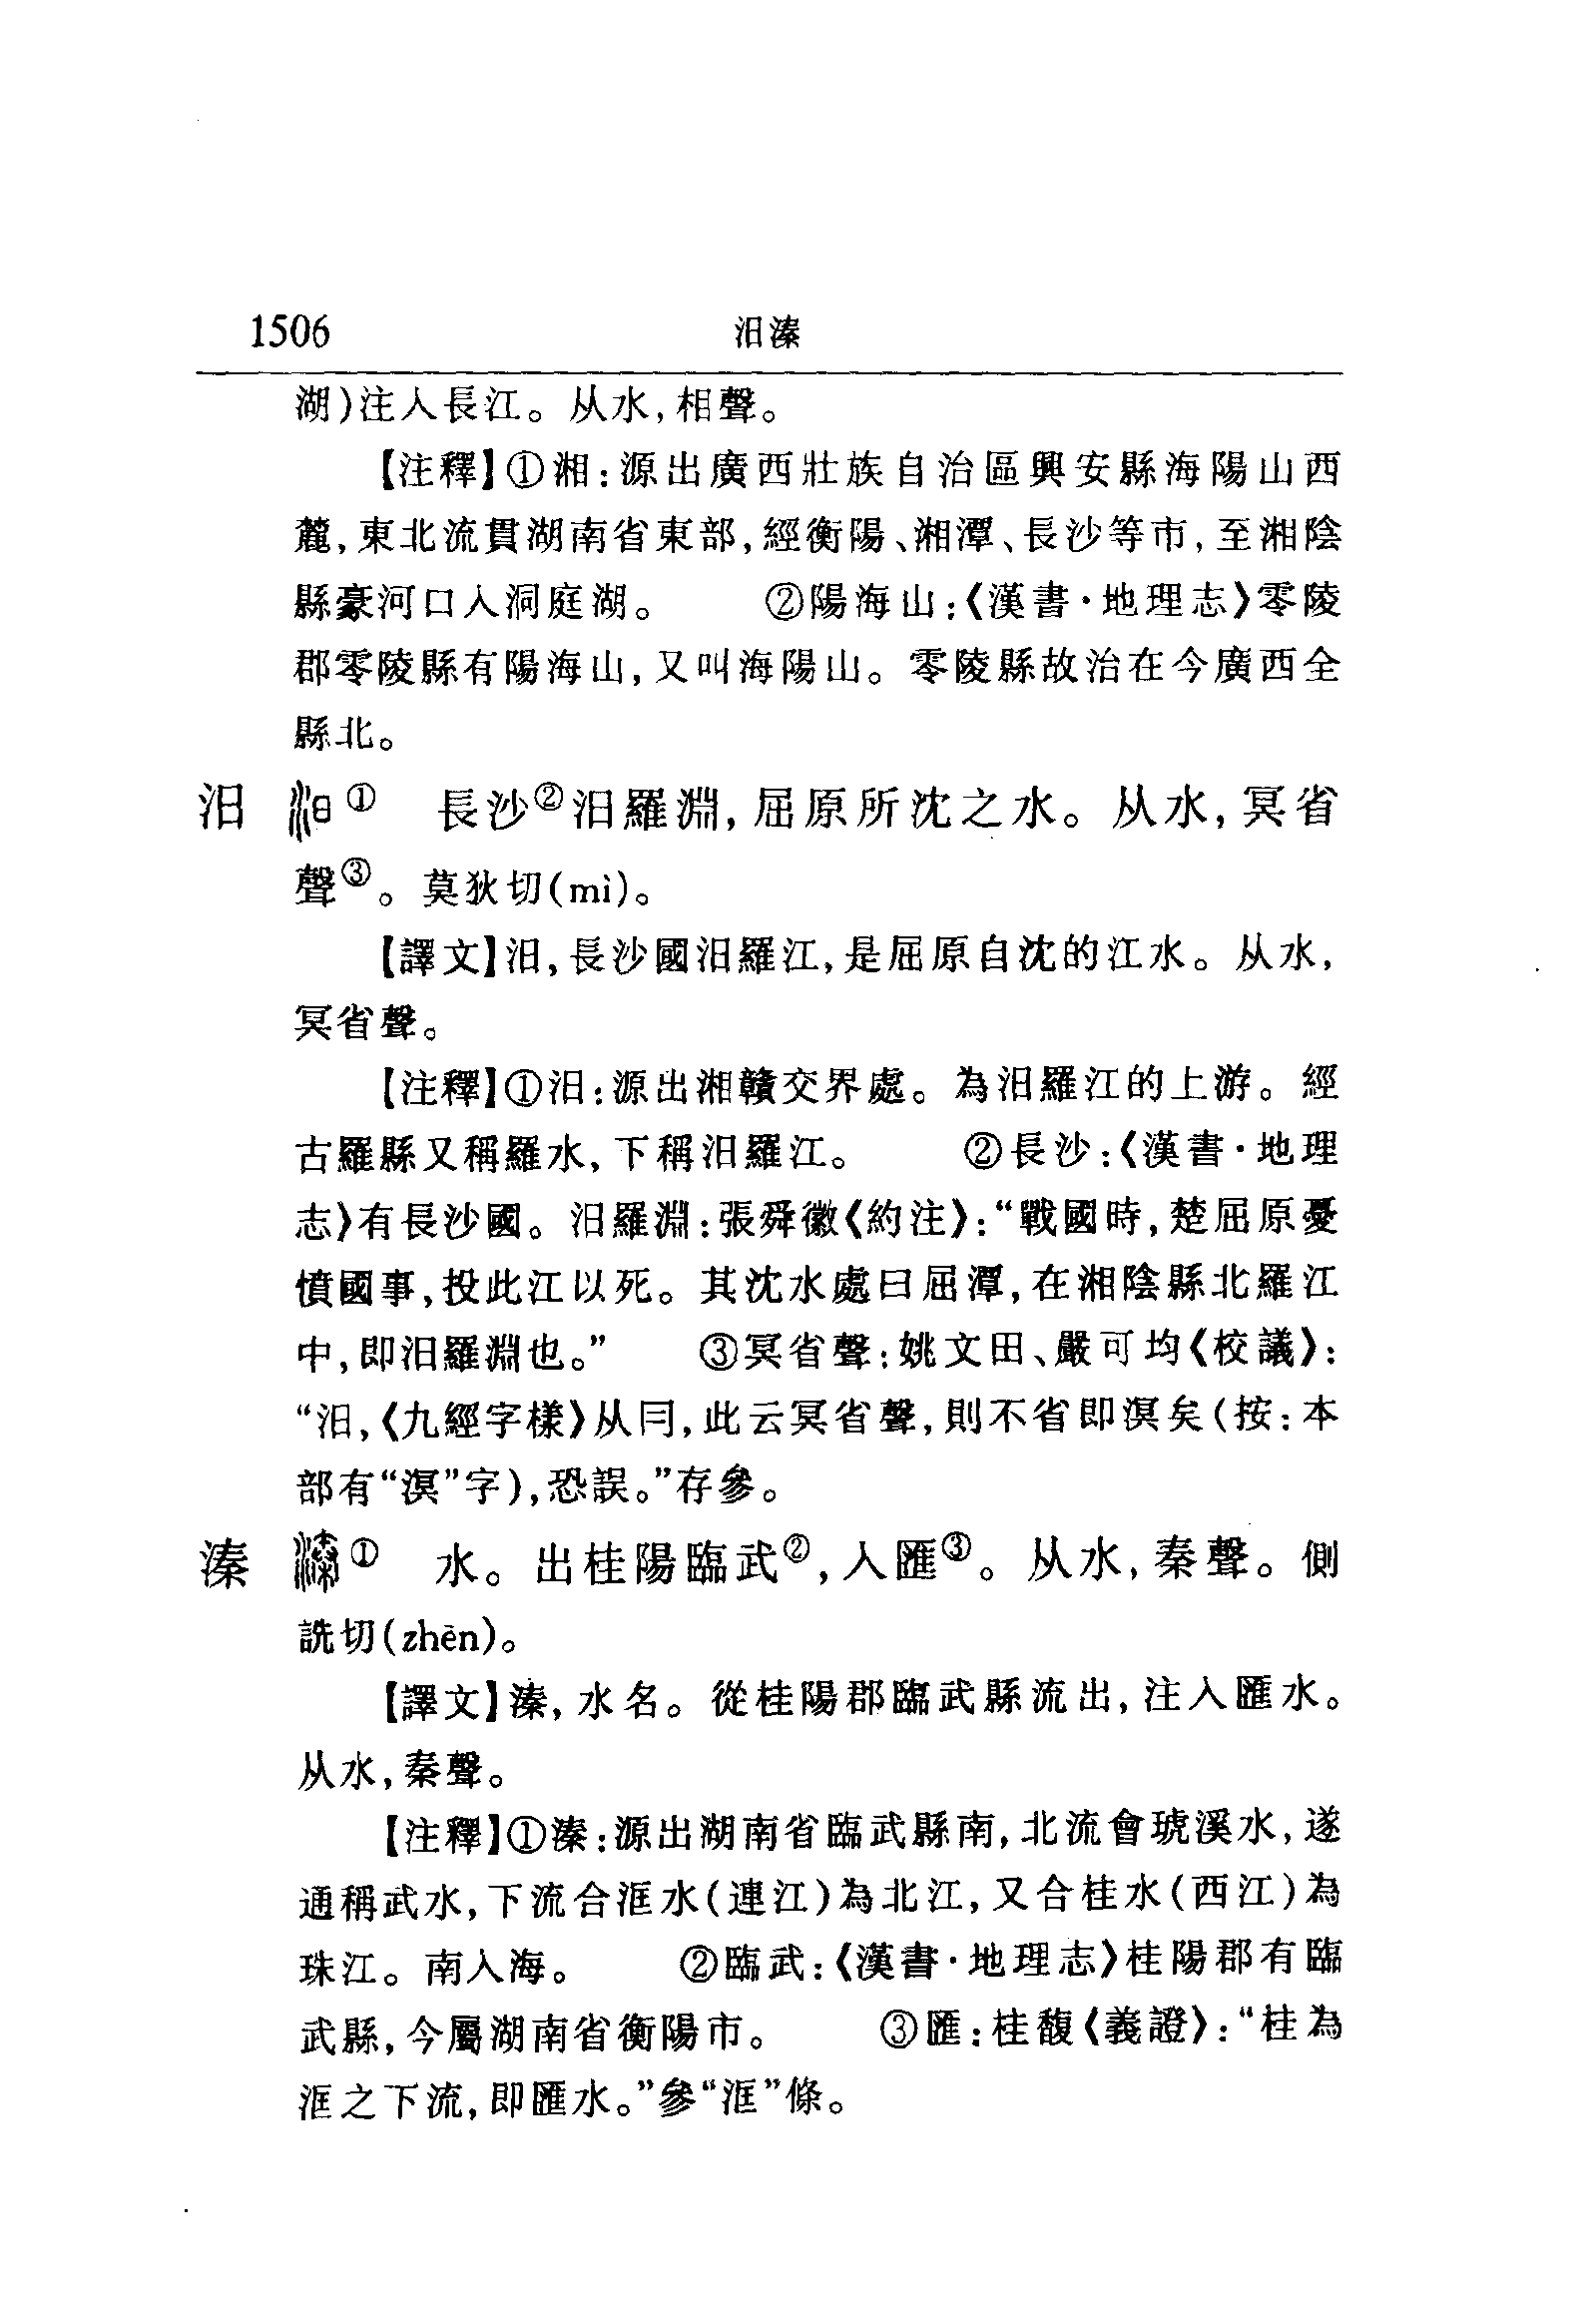 1506
汨溱
湖)注入長江。从水,相聲。
【注釋】①湘:源出廣西壯族自治區興安縣海陽山西
麓,東北流貫湖南省東部,經衡陽、湘潭、長沙等市,至湘陰
縣豪河口入洞庭湖。 ②陽海山:《漢書·地理志》零陵
郡零陵縣有陽海山,又叫海陽山。零陵縣故治在今廣西全
縣北。
汨 ① 長沙②汨羅淵,屈原所沈之水。从水,冥省
聲③。莫狄切(mì)。
【譯文】汨,長沙國汨羅江,是屈原自沈的江水。从水,
冥省聲。
【注釋】①汨:源出湘贛交界處。為汨羅江的上游。經
古羅縣又稱羅水,下稱汨羅江。 ②長沙:《漢書·地理
志》有長沙國。汨羅淵:張舜徽《約注》:“戰國時,楚屈原憂
憤國事,投此江以死。其沈水處曰屈潭,在湘陰縣北羅江
中,即汨羅淵也。” ③冥省聲:姚文田、嚴可均《校議》:
“汨,《九經字樣》从冃,此云冥省聲,則不省即溟矣(按:本
部有“溟”字),恐誤。”存參。
溱 ① 水。出桂陽臨武②,入匯③。从水,秦聲。側
詵切(zhēn)。
【譯文】溱,水名。從桂陽郡臨武縣流出,注入匯水。
从水,秦聲。
【注釋】①溱:源出湖南省臨武縣南,北流會琥溪水,遂
通稱武水,下流合洭水(連江)為北江,又合桂水(西江)為
珠江。南入海。 ②臨武:《漢書·地理志》桂陽郡有臨
武縣,今屬湖南省衡陽市。 ③匯:桂馥《義證》:“桂為
洭之下流,即匯水。”參“洭”條。